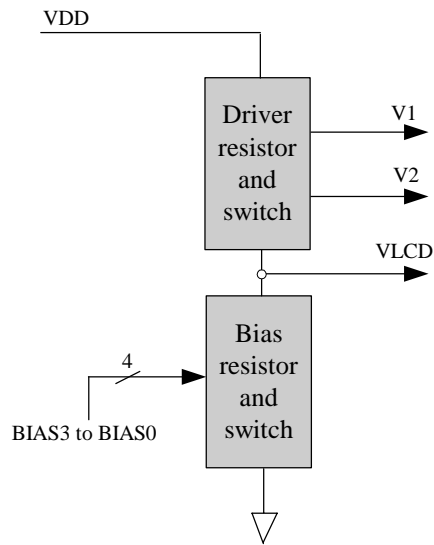 VDD
Driver
resistor
and
switch
V1
V2
VLCD
Bias
resistor
and
switch
4
BIAS3 to BIAS0